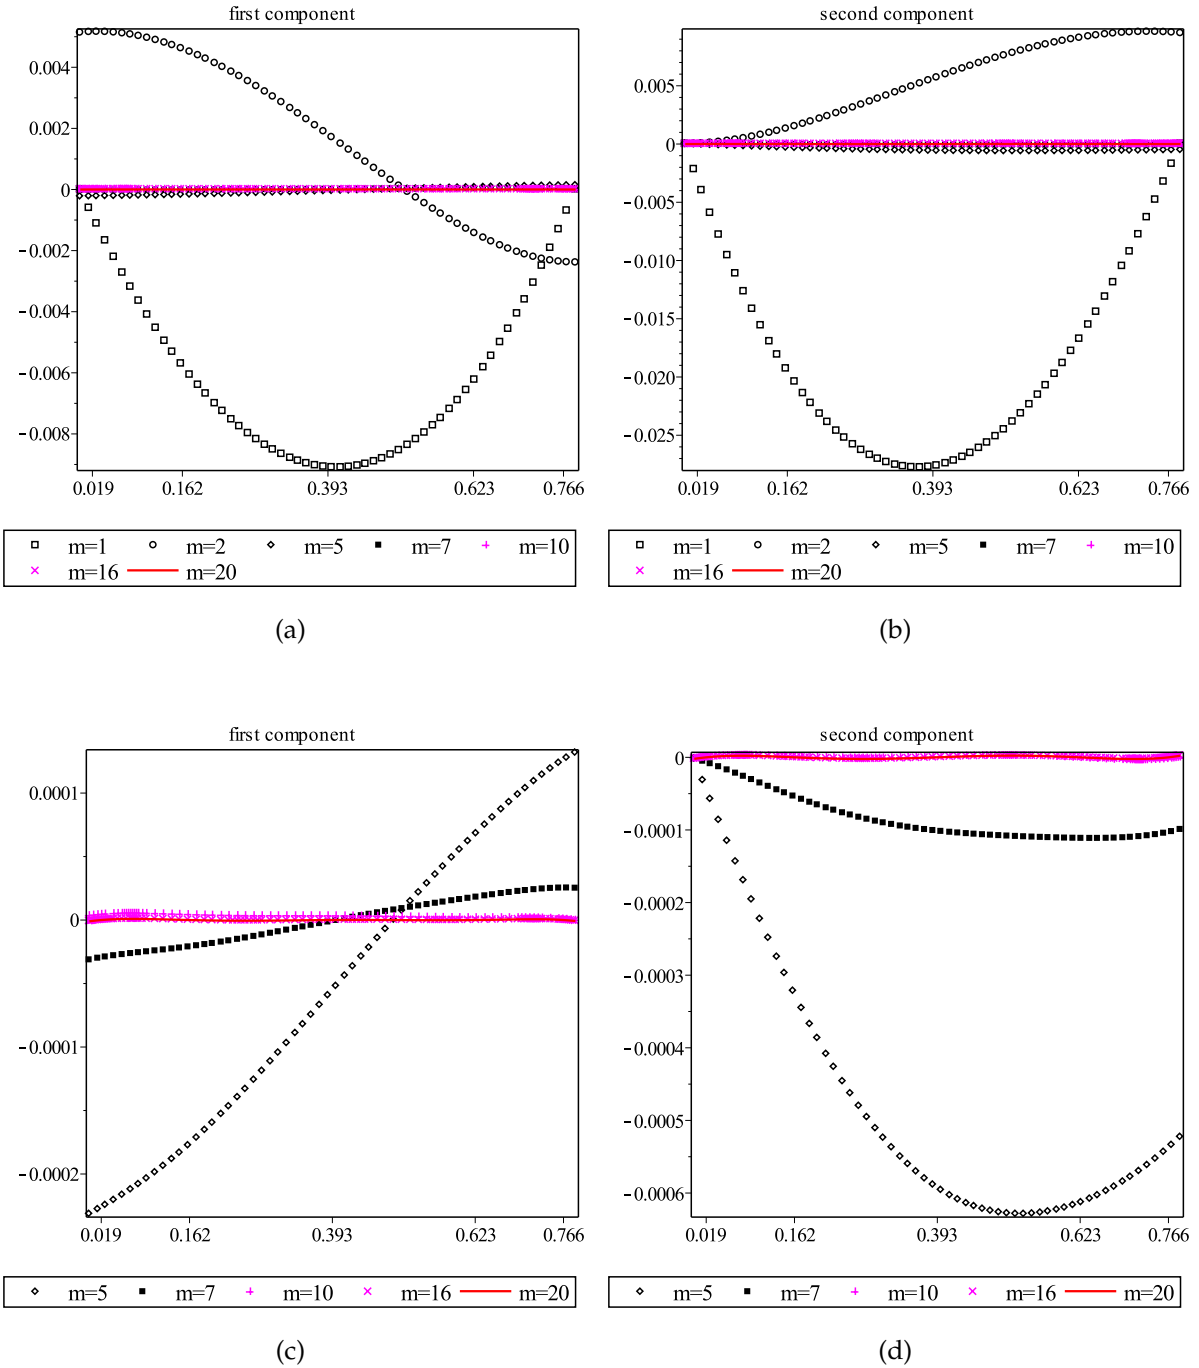 first component
0.004
0.002
0
−0.002
−0.004
−0.006
−0.008
0.019 0.162 0.393 0.623 0.766
m=1 m=2 m=5 m=7 m=10
m=16 m=20
(a)
second component
0.005
0
−0.005
−0.010
−0.015
−0.020
−0.025
0.019 0.162 0.393 0.623 0.766
m=1 m=2 m=5 m=7 m=10
m=16 m=20
(b)
first component
0.0001
0
−0.0001
−0.0002
0.019 0.162 0.393 0.623 0.766
m=5 m=7 m=10 m=16 m=20
(c)
second component
0
−0.0001
−0.0002
−0.0003
−0.0004
−0.0005
−0.0006
0.019 0.162 0.393 0.623 0.766
m=5 m=7 m=10 m=16 m=20
(d)